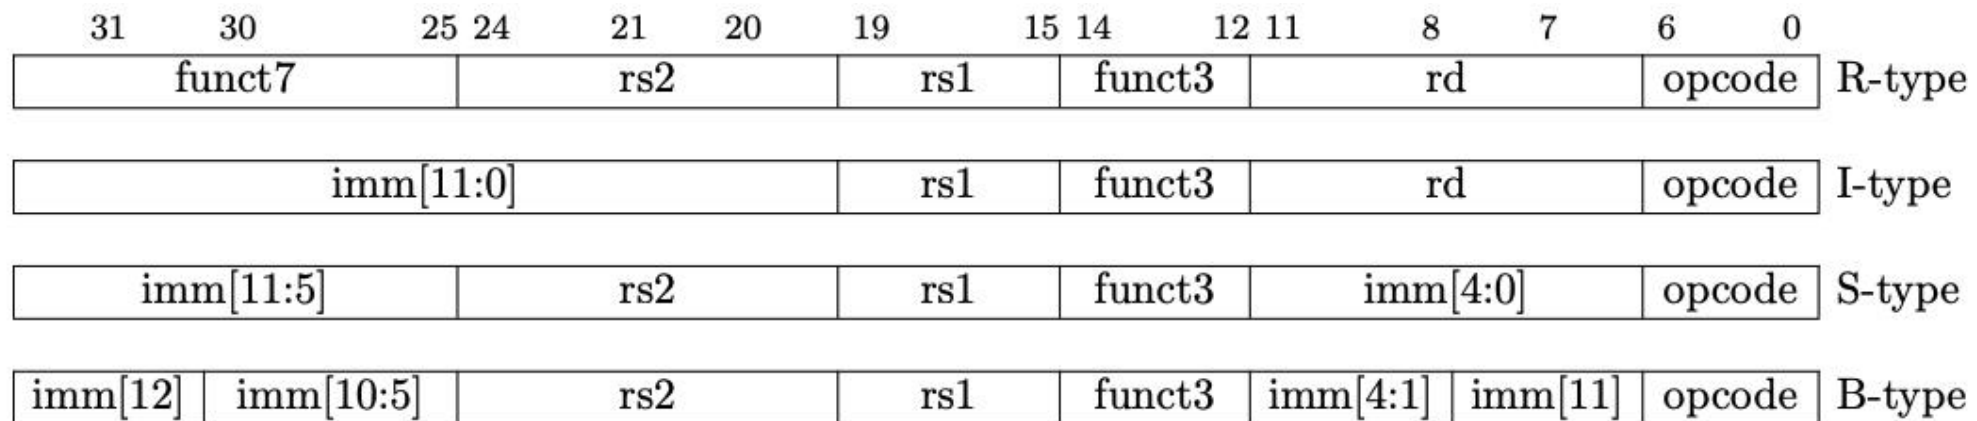 31 30 25 24 21 20 19 15 14 12 11 8 7 6 0
funct7 rs2 rs1 funct3 rd opcode R-type
imm[11:0] rs1 funct3 rd opcode I-type
imm[11:5] rs2 rs1 funct3 imm[4:0] opcode S-type
imm[12] imm[10:5] rs2 rs1 funct3 imm[4:1] imm[11] opcode B-type